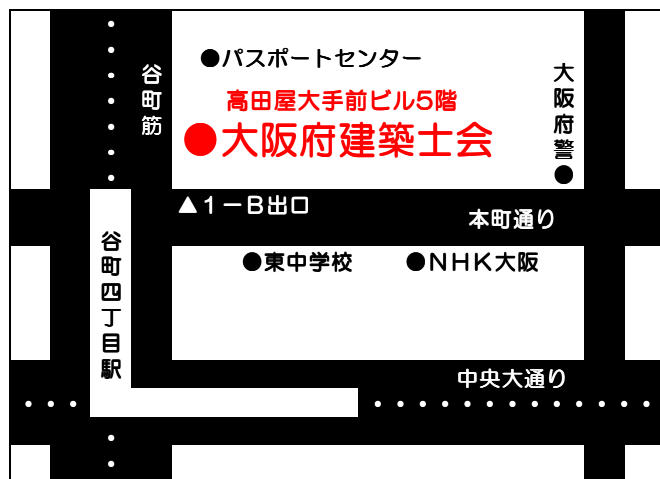 ●パスポートセンター
谷町筋
高田屋大手前ビル5階
●大阪府建築士会
大阪府警●
▲1－B出口
本町通り
谷町四丁目駅
●東中学校
●NHK大阪
中央大通り